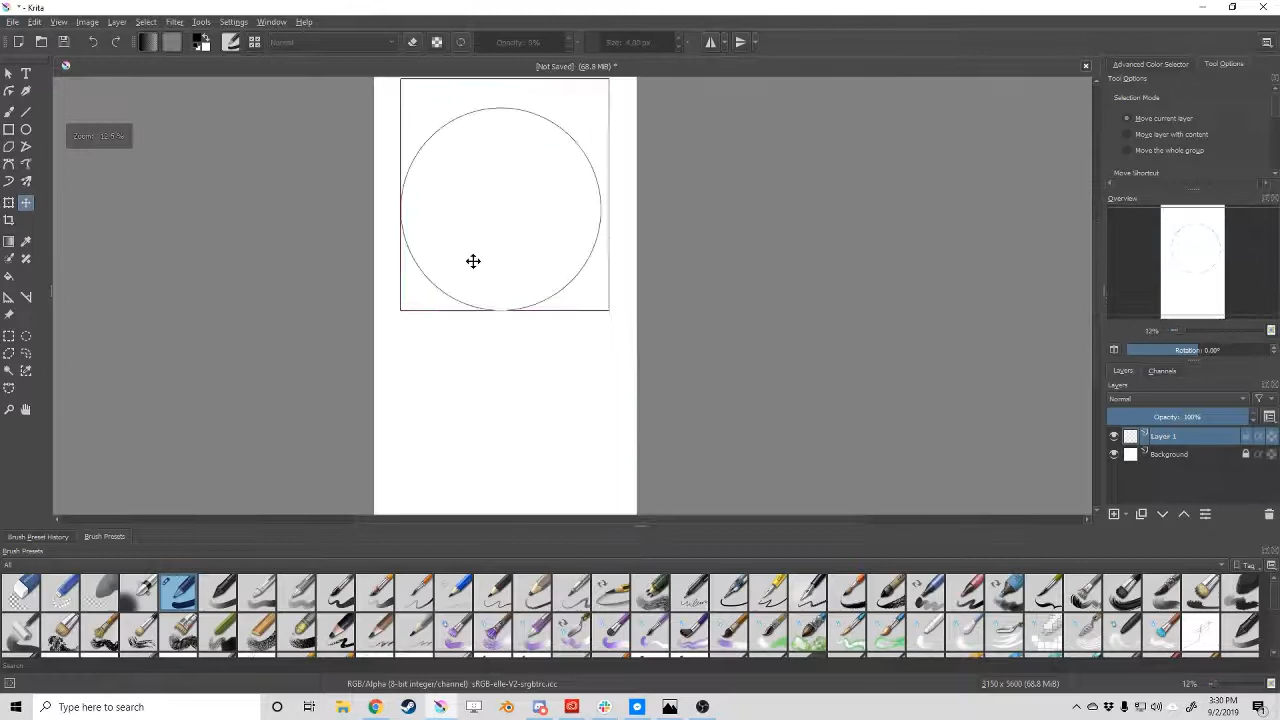 * - Krita
File Edit View Image Layer Select Filter Tools Settings Window Help
Normal Opacity: 0% Size: 4.00 px
[Not Saved] (68.8 MiB) *
Advanced Color Selector Tool Options
Tool Options
Selection Mode
Move current layer
Move layer with content
Move the whole group
Move Shortcut
Zoom: 12.5 %
Overview
12%
Rotation: 0.00°
Layers Channels
Layers
Normal
Opacity: 100%
Layer 1
Background
Brush Preset History Brush Presets
Brush Presets
All Tag
Search
RGB/Alpha (8-bit integer/channel) sRGB-elle-V2-srgbtrc.icc 3150 x 5600 (68.8 MiB) 12%
Type here to search
3:30 PM
9/2/2019